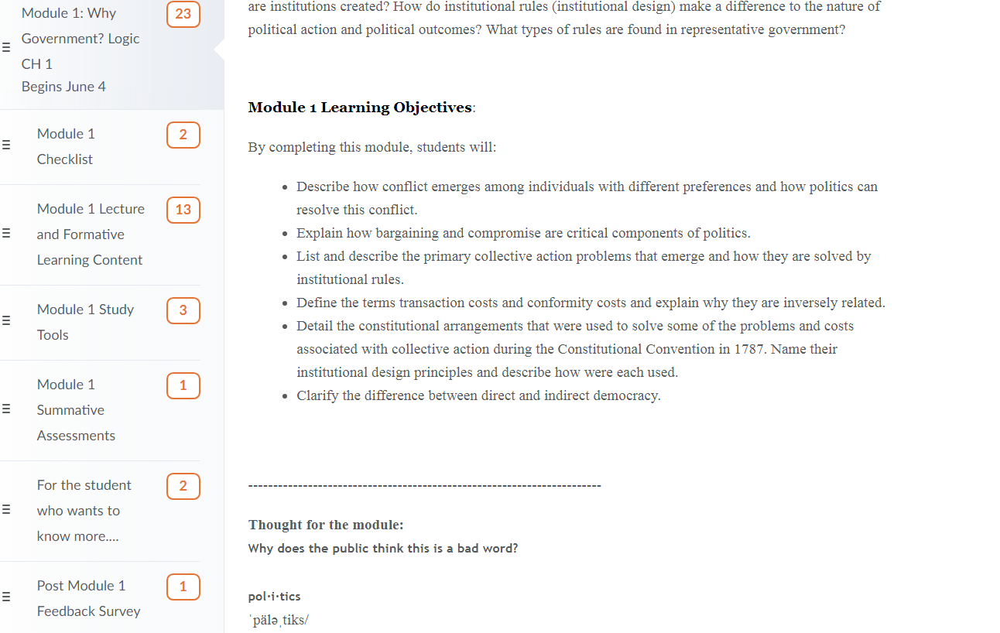 Module 1: Why
Government? Logic
CH 1
Begins June 4
23
Module 1
Checklist
2
Module 1 Lecture
and Formative
Learning Content
13
Module 1 Study
Tools
3
Module 1
Summative
Assessments
1
For the student
who wants to
know more....
2
Post Module 1
Feedback Survey
1
are institutions created? How do institutional rules (institutional design) make a difference to the nature of
political action and political outcomes? What types of rules are found in representative government?
Module 1 Learning Objectives:
By completing this module, students will:
• Describe how conflict emerges among individuals with different preferences and how politics can
resolve this conflict.
• Explain how bargaining and compromise are critical components of politics.
• List and describe the primary collective action problems that emerge and how they are solved by
institutional rules.
• Define the terms transaction costs and conformity costs and explain why they are inversely related.
• Detail the constitutional arrangements that were used to solve some of the problems and costs
associated with collective action during the Constitutional Convention in 1787. Name their
institutional design principles and describe how were each used.
• Clarify the difference between direct and indirect democracy.
------------------------------------------------------------------------
Thought for the module:
Why does the public think this is a bad word?
pol·i·tics
ˈpäləˌtiks/